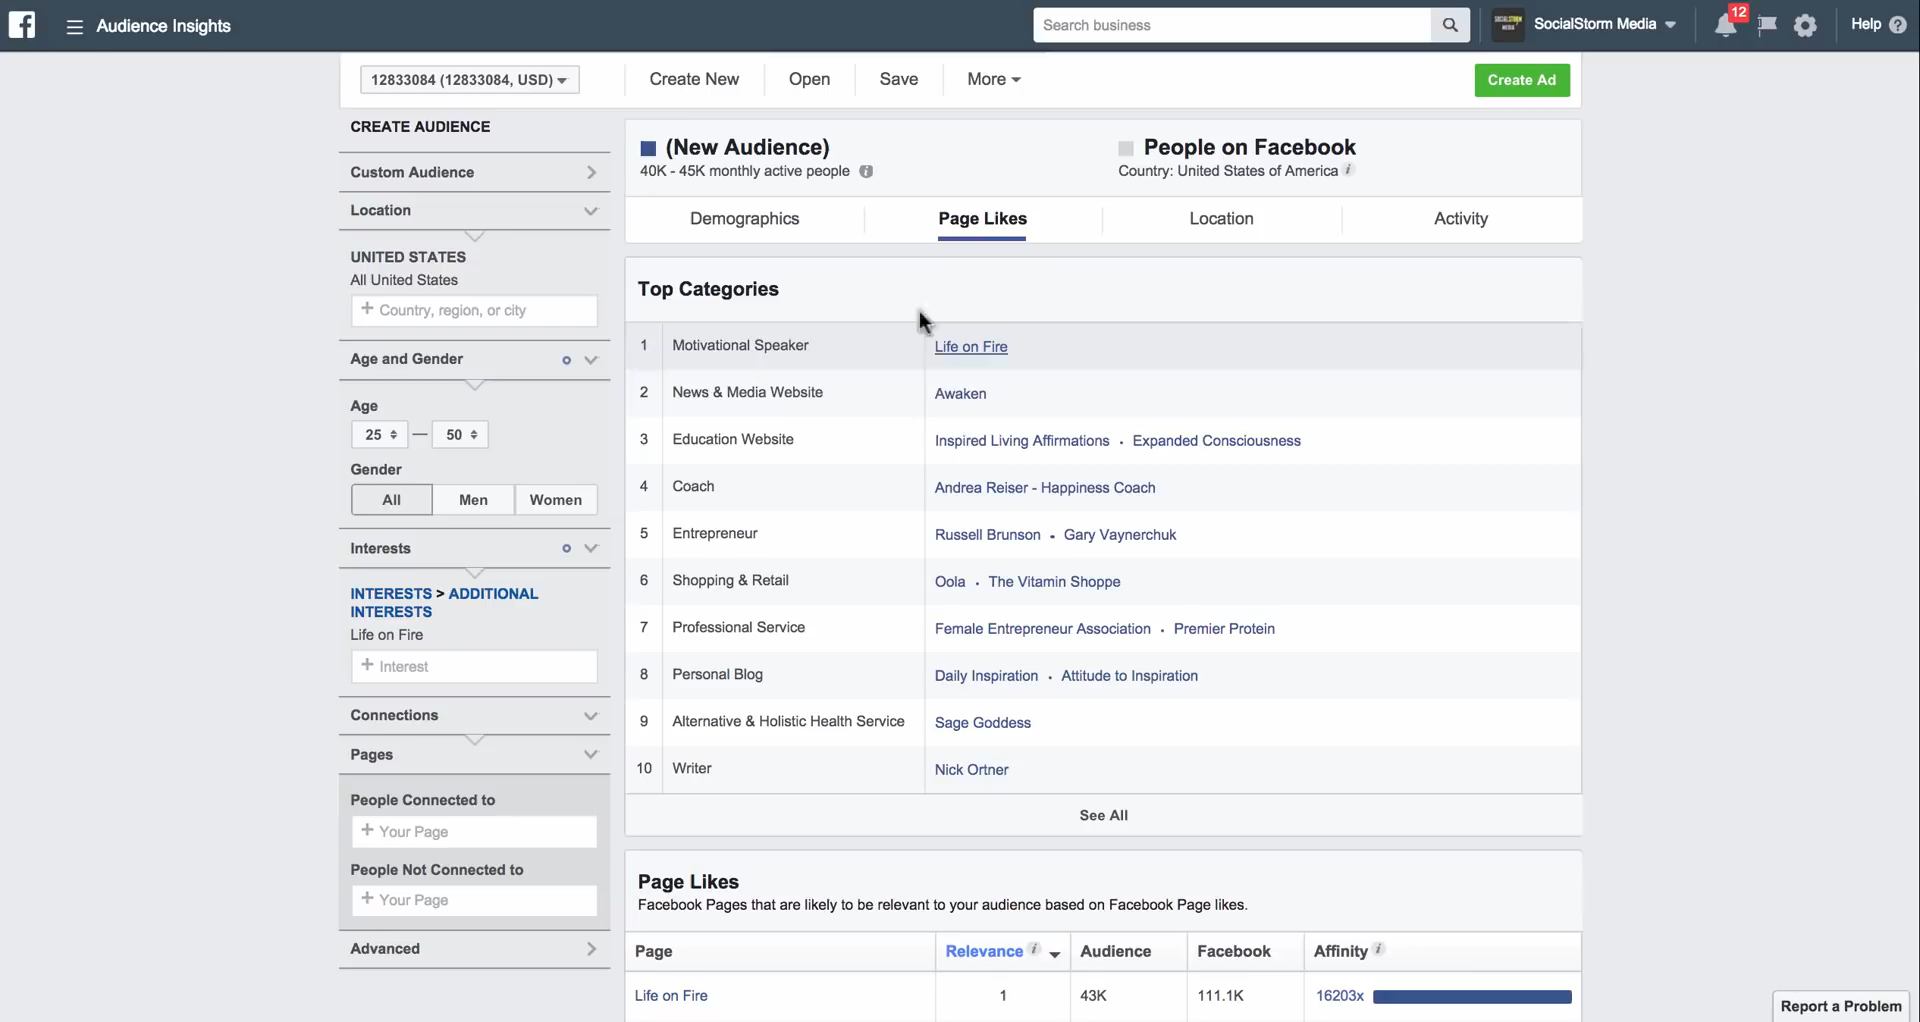 Audience Insights
Search business
SocialStorm Media
12
Help
12833084 (12833084, USD)
Create New
Open
Save
More
Create Ad
CREATE AUDIENCE
Custom Audience
Location
UNITED STATES
All United States
+ Country, region, or city
Age and Gender
Age
25 — 50
Gender
All Men Women
Interests
INTERESTS > ADDITIONAL
INTERESTS
Life on Fire
+ Interest
Connections
Pages
People Connected to
+ Your Page
People Not Connected to
+ Your Page
Advanced
(New Audience)
40K - 45K monthly active people
People on Facebook
Country: United States of America
Demographics
Page Likes
Location
Activity
Top Categories
1 Motivational Speaker Life on Fire
2 News & Media Website Awaken
3 Education Website Inspired Living Affirmations • Expanded Consciousness
4 Coach Andrea Reiser - Happiness Coach
5 Entrepreneur Russell Brunson • Gary Vaynerchuk
6 Shopping & Retail Oola • The Vitamin Shoppe
7 Professional Service Female Entrepreneur Association • Premier Protein
8 Personal Blog Daily Inspiration • Attitude to Inspiration
9 Alternative & Holistic Health Service Sage Goddess
10 Writer Nick Ortner
See All
Page Likes
Facebook Pages that are likely to be relevant to your audience based on Facebook Page likes.
Page Relevance Audience Facebook Affinity
Life on Fire 1 43K 111.1K 16203x
Report a Problem